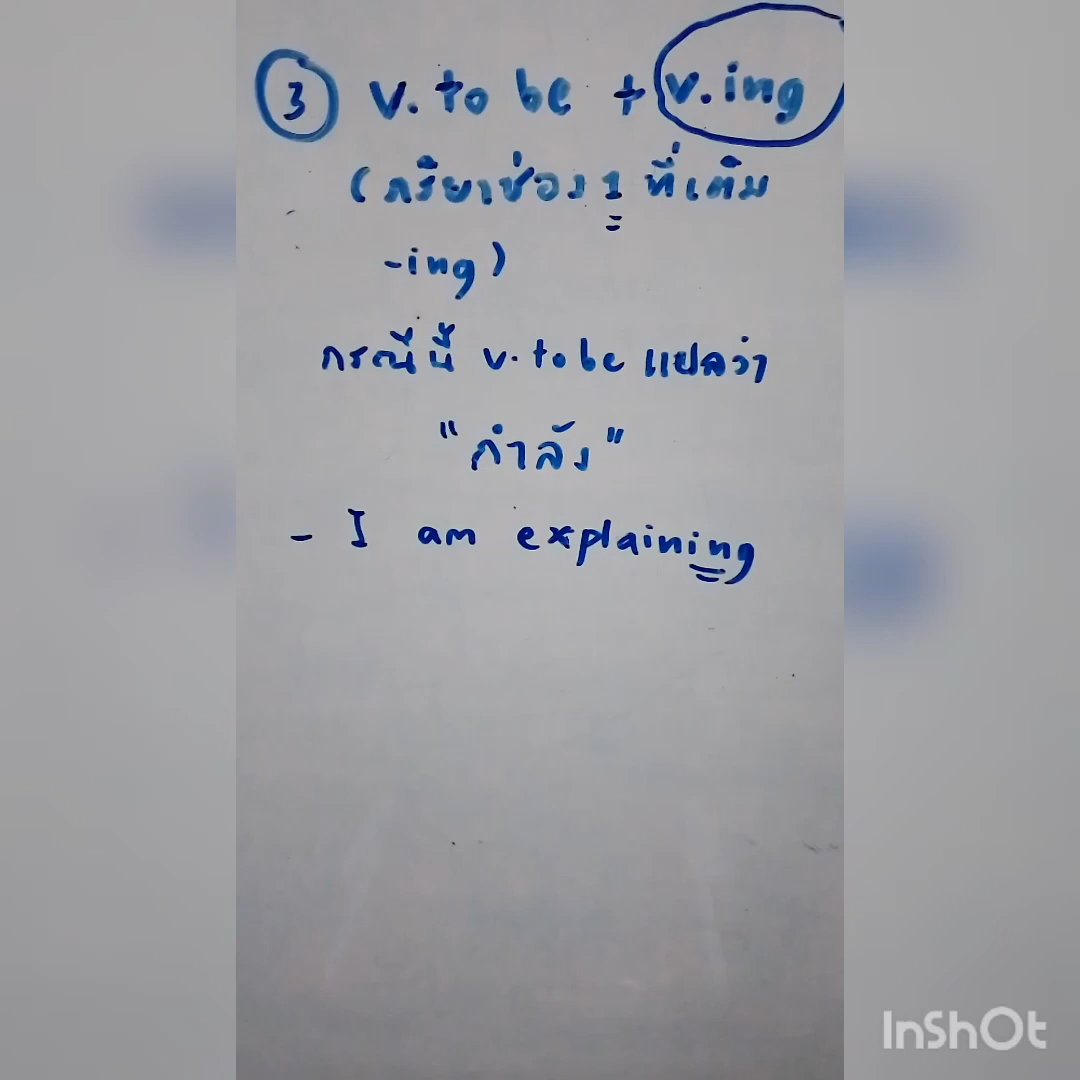 3 v. to be + v. ing
(กริยาช่อง 1 ที่เติม
-ing)
กรณีนี้ v. to be แปลว่า
"กำลัง"
- I am explaining
InShOt